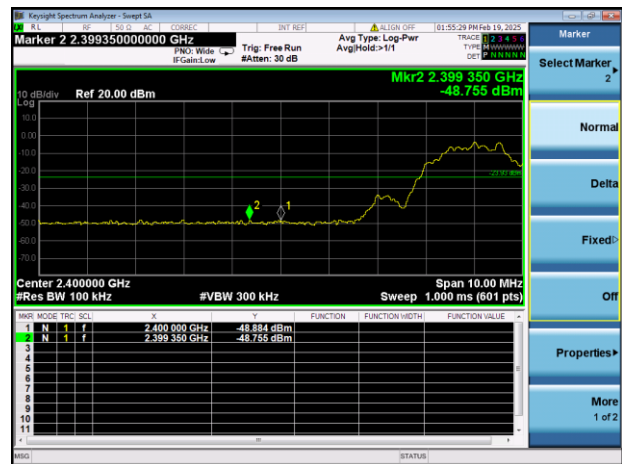 Keysight Spectrum Analyzer - Swept SA
RL RF 50 Ω AC CORREC INT REF ALIGN OFF 01:55:29 PM Feb 19, 2025
Marker 2 2.399350000000 GHz
PNO: Wide
IFGain:Low
Trig: Free Run
#Atten: 30 dB
Avg Type: Log-Pwr
Avg|Hold:>1/1
TRACE 1 2 3 4 5 6
TYPE M WWWWW
DET P N N N N N
Mkr2 2.399 350 GHz
-48.755 dBm
10 dB/div Ref 20.00 dBm
Log
10.0
0.00
-10.0
-20.0
-30.0
-40.0
-50.0
-60.0
-70.0
2
1
Center 2.400000 GHz Span 10.00 MHz
#Res BW 100 kHz #VBW 300 kHz Sweep 1.000 ms (601 pts)
MKR MODE TRC SCL X Y FUNCTION FUNCTION WIDTH FUNCTION VALUE
1 N 1 f 2.400 000 GHz -48.884 dBm
2 N 1 f 2.399 350 GHz -48.755 dBm
3
4
5
6
7
8
9
10
11
MSG STATUS
Marker
Select Marker
2
Normal
Delta
Fixed
Off
Properties
More
1 of 2